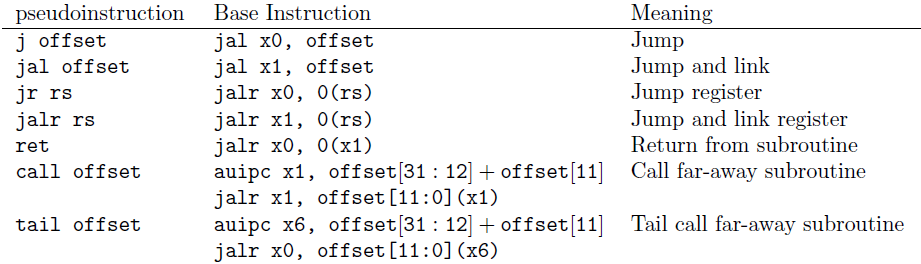 pseudoinstruction Base Instruction Meaning
j offset jal x0, offset Jump
jal offset jal x1, offset Jump and link
jr rs jalr x0, 0(rs) Jump register
jalr rs jalr x1, 0(rs) Jump and link register
ret jalr x0, 0(x1) Return from subroutine
call offset auipc x1, offset[31 : 12] + offset[11] Call far-away subroutine
jalr x1, offset[11:0](x1)
tail offset auipc x6, offset[31 : 12] + offset[11] Tail call far-away subroutine
jalr x0, offset[11:0](x6)